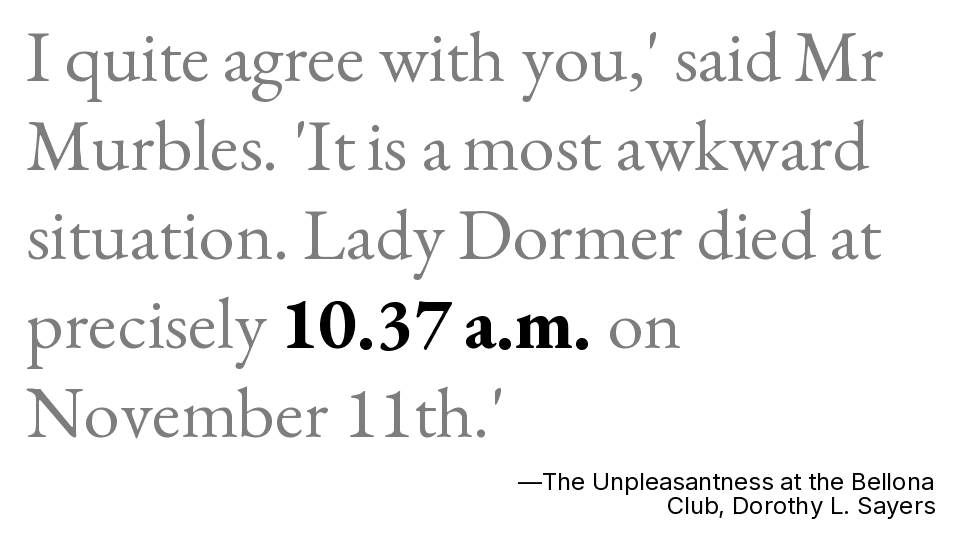 I quite agree with you,' said Mr
Murbles. 'It is a most awkward
situation. Lady Dormer died at
precisely 10.37 a.m. on
November 11th.'
—The Unpleasantness at the Bellona
Club, Dorothy L. Sayers